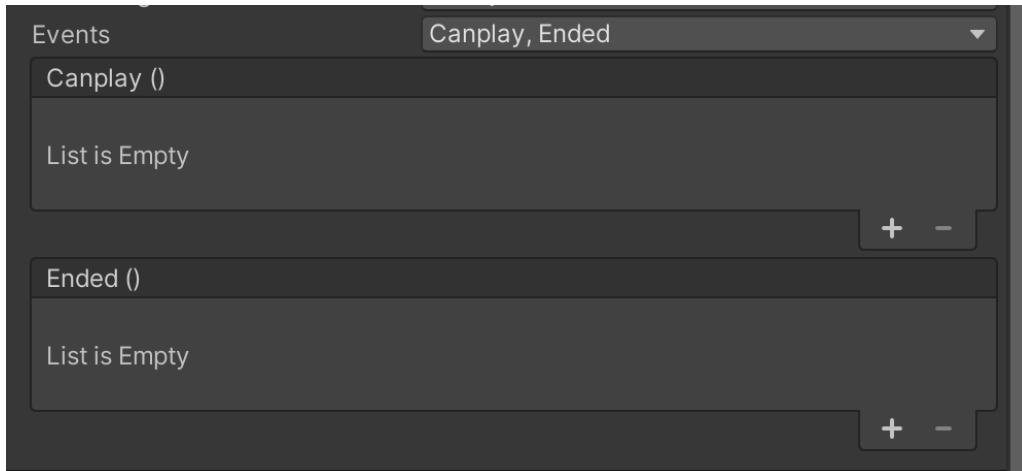 Events
Canplay, Ended
Canplay ()
List is Empty
Ended ()
List is Empty